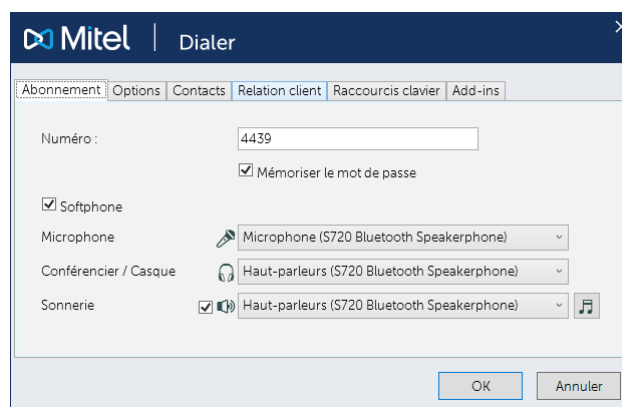 Mitel | Dialer
Abonnement Options Contacts Relation client Raccourcis clavier Add-ins
Numéro : 4439
Mémoriser le mot de passe
Softphone
Microphone Microphone (S720 Bluetooth Speakerphone)
Conférencier / Casque Haut-parleurs (S720 Bluetooth Speakerphone)
Sonnerie Haut-parleurs (S720 Bluetooth Speakerphone)
OK Annuler